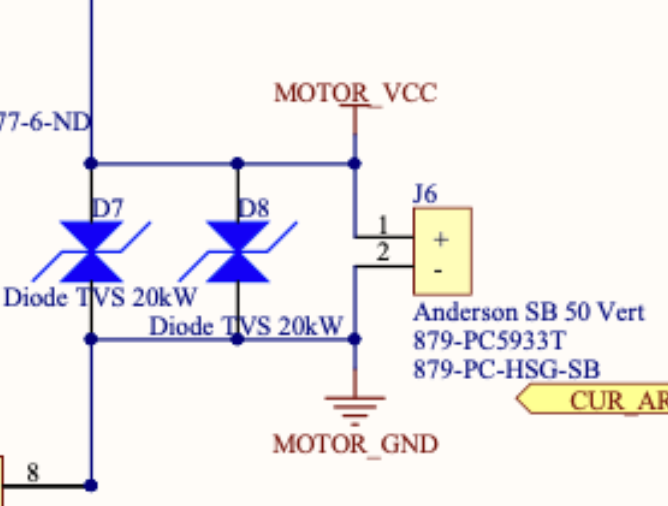 MOTOR_VCC
77-6-ND
D7
D8
J6
1
+
2
-
Diode TVS 20kW
Diode TVS 20kW
Anderson SB 50 Vert
879-PC5933T
879-PC-HSG-SB
CUR_AR
MOTOR_GND
8